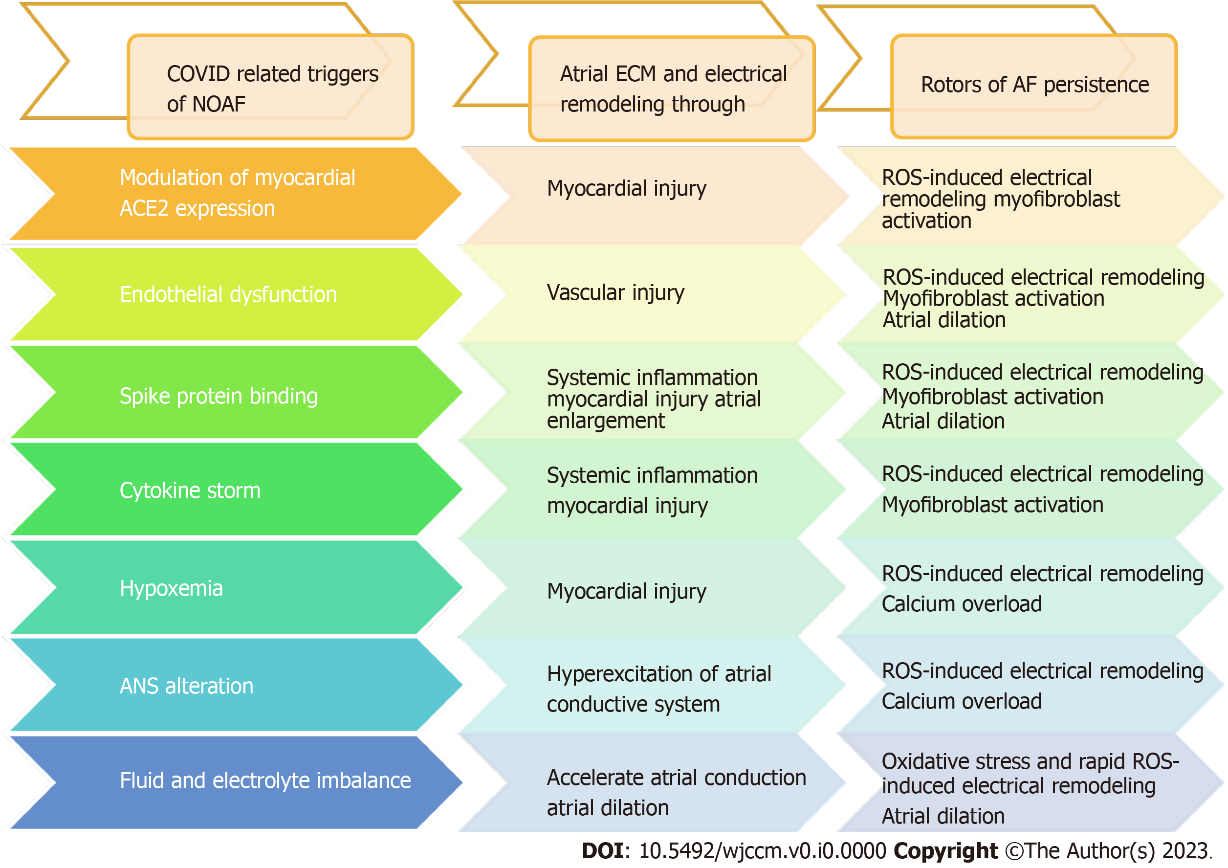 COVID related triggers
of NOAF
Atrial ECM and electrical
remodeling through
Rotors of AF persistence
Modulation of myocardial
ACE2 expression
Myocardial injury
ROS-induced electrical
remodeling myofibroblast
activation
Endothelial dysfunction
Vascular injury
ROS-induced electrical remodeling
Myofibroblast activation
Atrial dilation
Spike protein binding
Systemic inflammation
myocardial injury atrial
enlargement
ROS-induced electrical remodeling
Myofibroblast activation
Atrial dilation
Cytokine storm
Systemic inflammation
myocardial injury
ROS-induced electrical remodeling
Myofibroblast activation
Hypoxemia
Myocardial injury
ROS-induced electrical remodeling
Calcium overload
ANS alteration
Hyperexcitation of atrial
conductive system
ROS-induced electrical remodeling
Calcium overload
Fluid and electrolyte imbalance
Accelerate atrial conduction
atrial dilation
Oxidative stress and rapid ROS-
induced electrical remodeling
Atrial dilation
DOI: 10.5492/wjccm.v0.i0.0000 Copyright ©The Author(s) 2023.